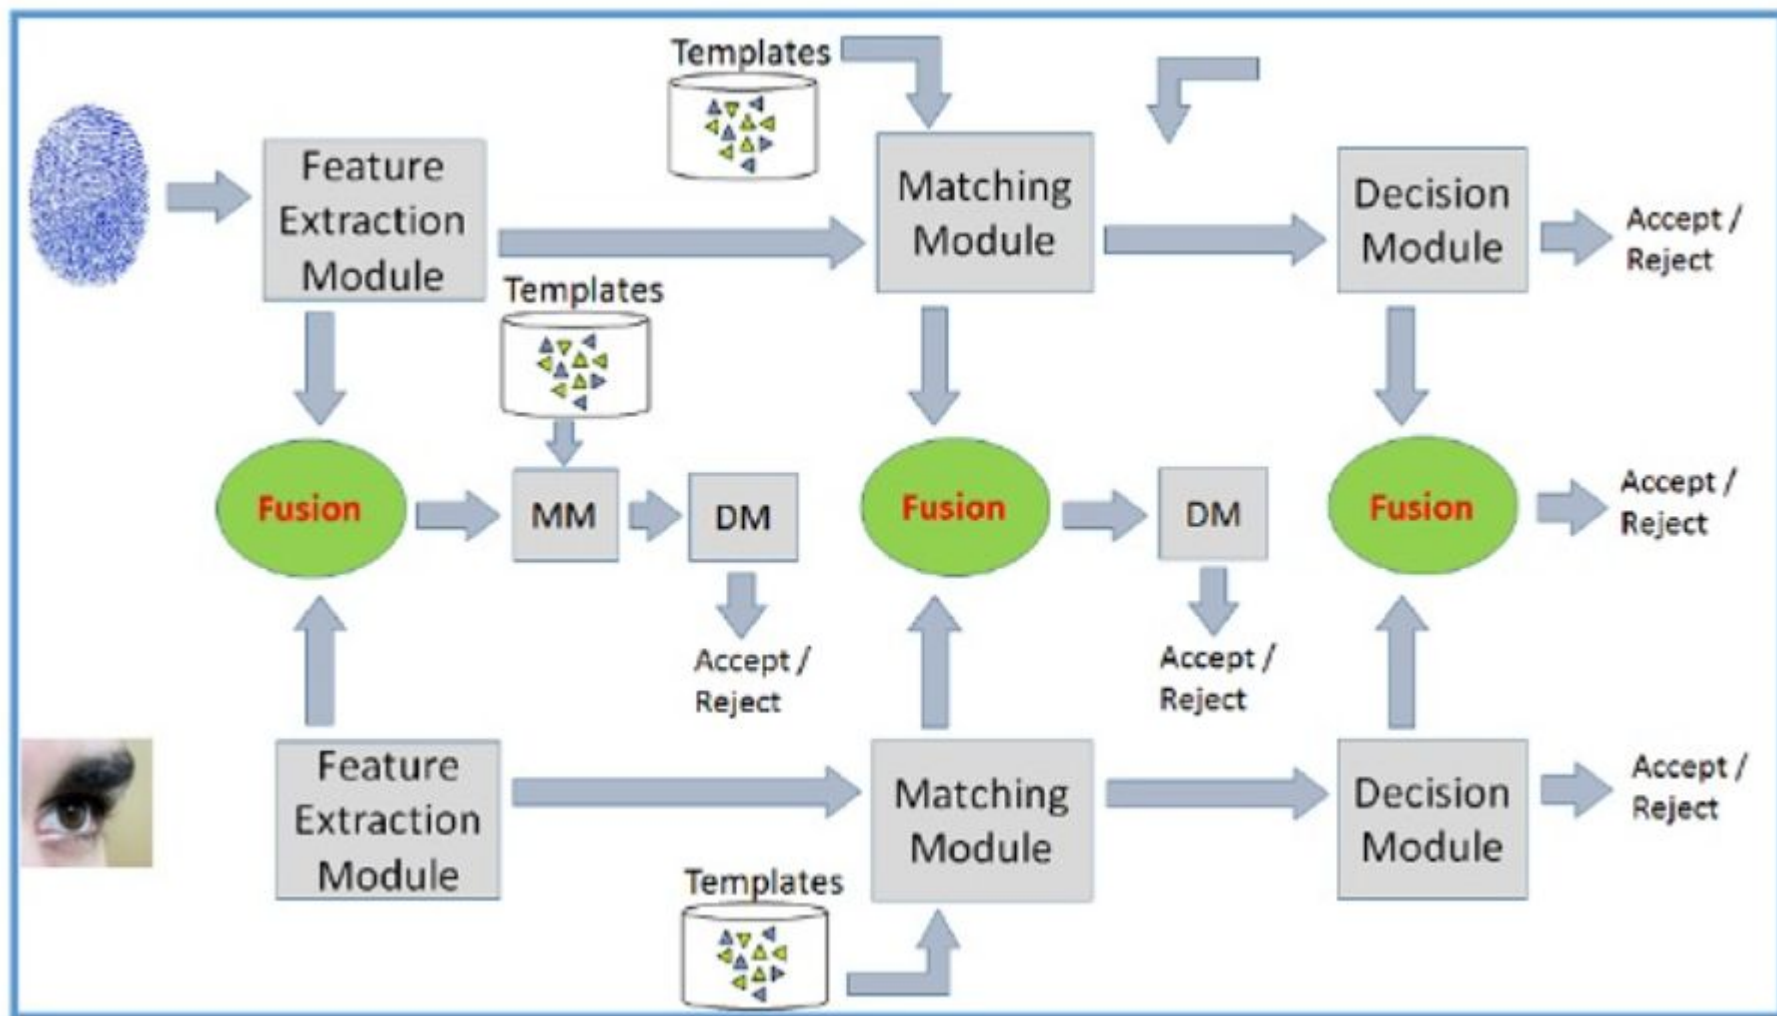 Templates
Feature
Extraction
Module
Matching
Module
Decision
Module
Accept /
Reject
Templates
Fusion
MM
DM
Fusion
DM
Fusion
Accept /
Reject
Accept /
Reject
Accept /
Reject
Feature
Extraction
Module
Matching
Module
Decision
Module
Accept /
Reject
Templates